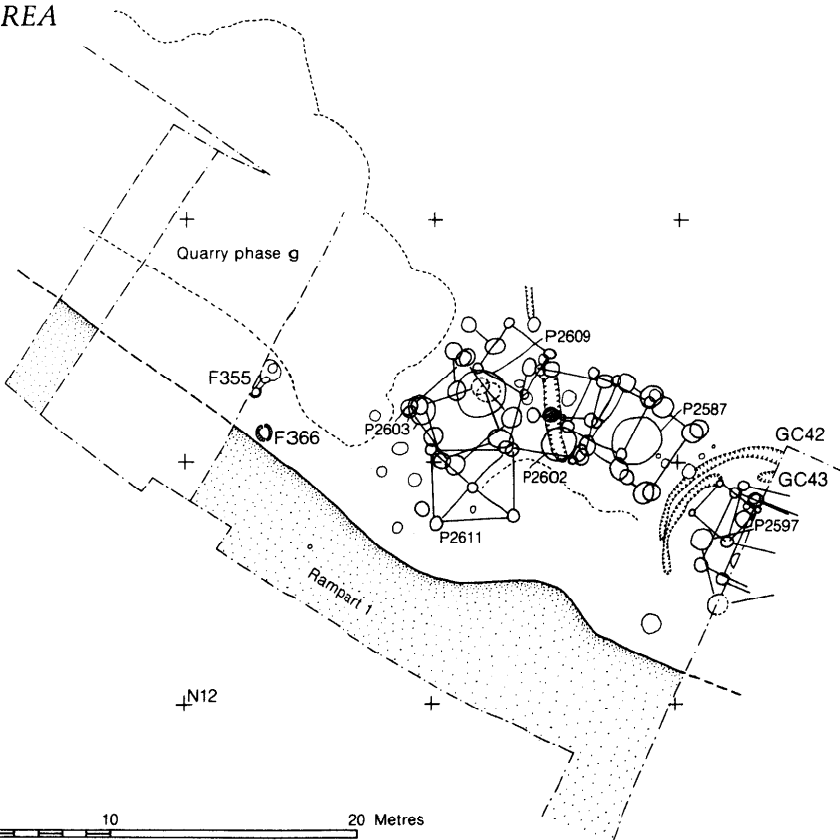 REA
Quarry phase g
P2609
F355
P2587
P2603
F366
GC42
P2602
GC43
P2597
P2611
Rampart 1
N12
10 20 Metres